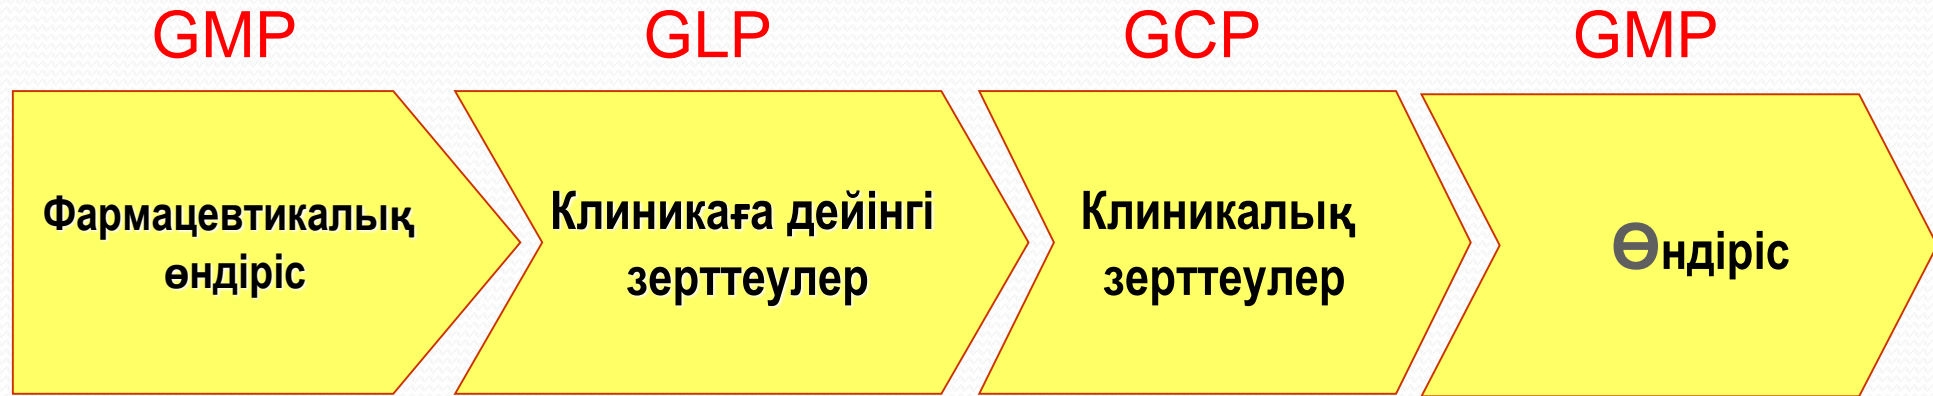 GMP GLP GCP GMP
Фармацевтикалық
өндіріс
Клиникаға дейінгі
зерттеулер
Клиникалық
зерттеулер
Өндіріс